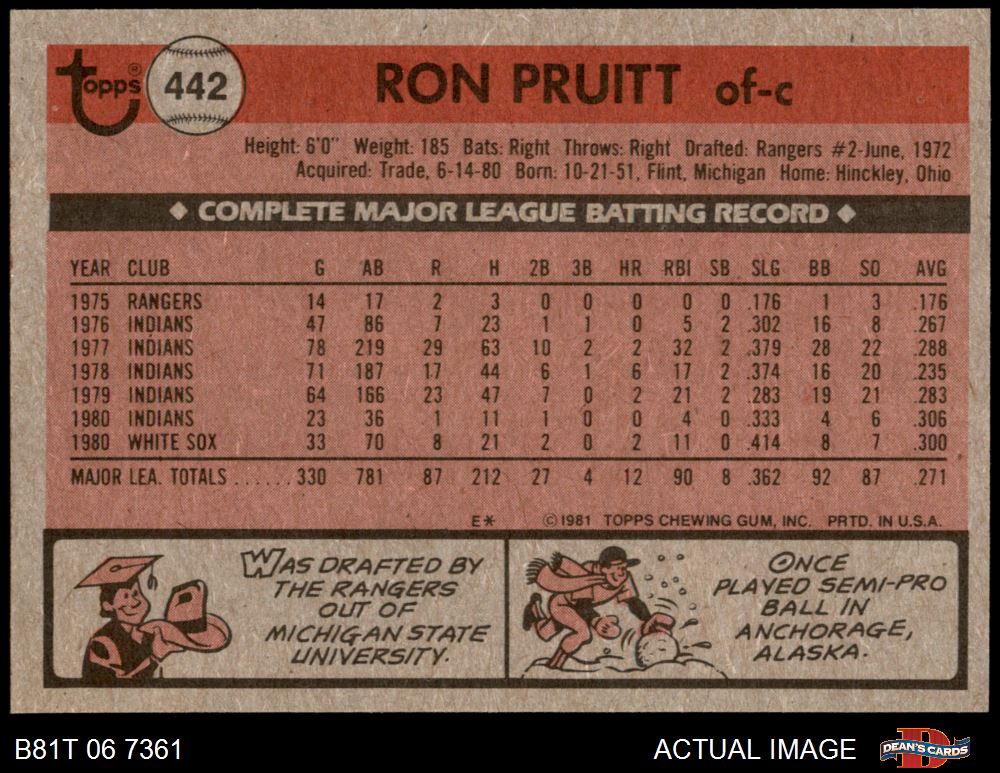 topps® 442 RON PRUITT of-c
Height: 6'0" Weight: 185 Bats: Right Throws: Right Drafted: Rangers #2-June, 1972
Acquired: Trade, 6-14-80 Born: 10-21-51, Flint, Michigan Home: Hinckley, Ohio
◆ COMPLETE MAJOR LEAGUE BATTING RECORD ◆
YEAR CLUB G AB R H 2B 3B HR RBI SB SLG BB SO AVG
1975 RANGERS 14 17 2 3 0 0 0 0 0 .176 1 3 .176
1976 INDIANS 47 86 7 23 1 1 0 5 2 .302 16 8 .267
1977 INDIANS 78 219 29 63 10 2 2 32 2 .379 28 22 .288
1978 INDIANS 71 187 17 44 6 1 6 17 2 .374 16 20 .235
1979 INDIANS 64 166 23 47 7 0 2 21 2 .283 19 21 .283
1980 INDIANS 23 36 1 11 1 0 0 4 0 .333 4 6 .306
1980 WHITE SOX 33 70 8 21 2 0 2 11 0 .414 8 7 .300
MAJOR LEA. TOTALS ...... 330 781 87 212 27 4 12 90 8 .362 92 87 .271
E* © 1981 TOPPS CHEWING GUM, INC. PRTD. IN U.S.A.
WAS DRAFTED BY
THE RANGERS
OUT OF
MICHIGAN STATE
UNIVERSITY.
ONCE
PLAYED SEMI-PRO
BALL IN
ANCHORAGE,
ALASKA.
B81T 06 7361 ACTUAL IMAGE DEAN'S CARDS